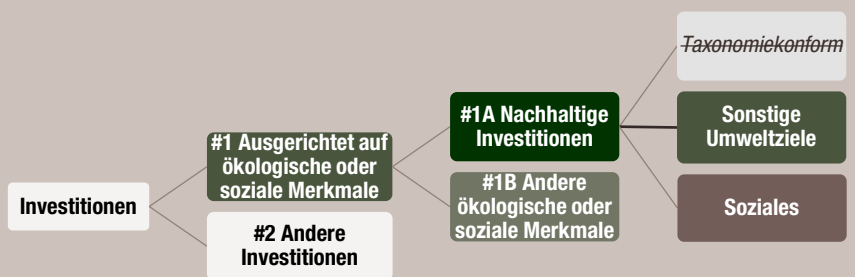 Investitionen
#1 Ausgerichtet auf
ökologische oder
soziale Merkmale
#2 Andere
Investitionen
#1A Nachhaltige
Investitionen
#1B Andere
ökologische oder
soziale Merkmale
Taxonomiekonform
Sonstige
Umweltziele
Soziales